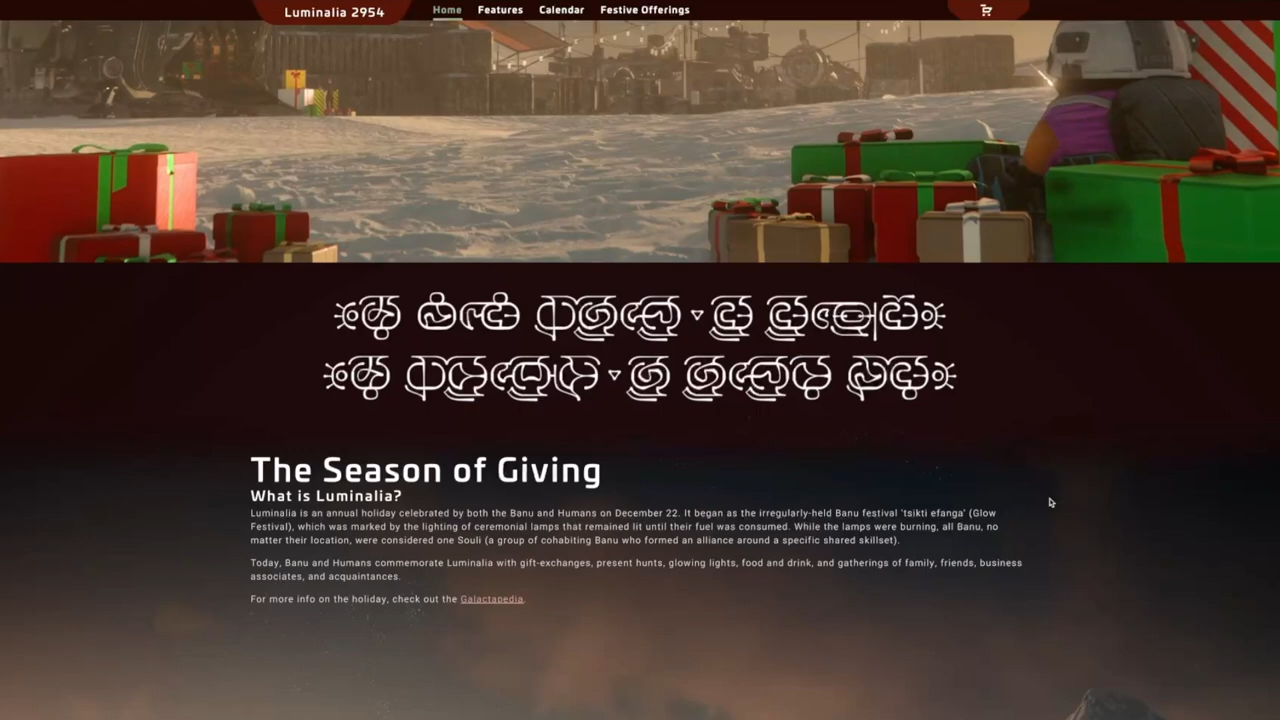 Luminalia 2954
Home Features Calendar Festive Offerings
The Season of Giving
What is Luminalia?
Luminalia is an annual holiday celebrated by both the Banu and Humans on December 22. It began as the irregularly-held Banu festival 'tsikti efanga' (Glow
Festival), which was marked by the lighting of ceremonial lamps that remained lit until their fuel was consumed. While the lamps were burning, all Banu, no
matter their location, were considered one Souli (a group of cohabiting Banu who formed an alliance around a specific shared skillset).
Today, Banu and Humans commemorate Luminalia with gift-exchanges, present hunts, glowing lights, food and drink, and gatherings of family, friends, business
associates, and acquaintances.
For more info on the holiday, check out the Galactapedia.